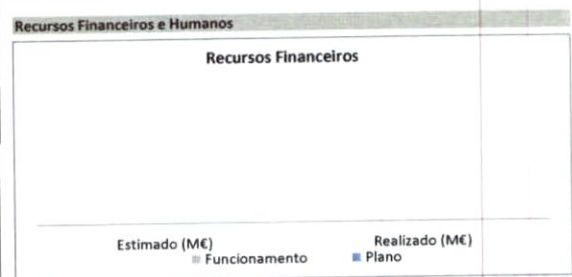 Recursos Financeiros e Humanos
Recursos Financeiros
Estimado (M€) Realizado (M€)
Funcionamento Plano